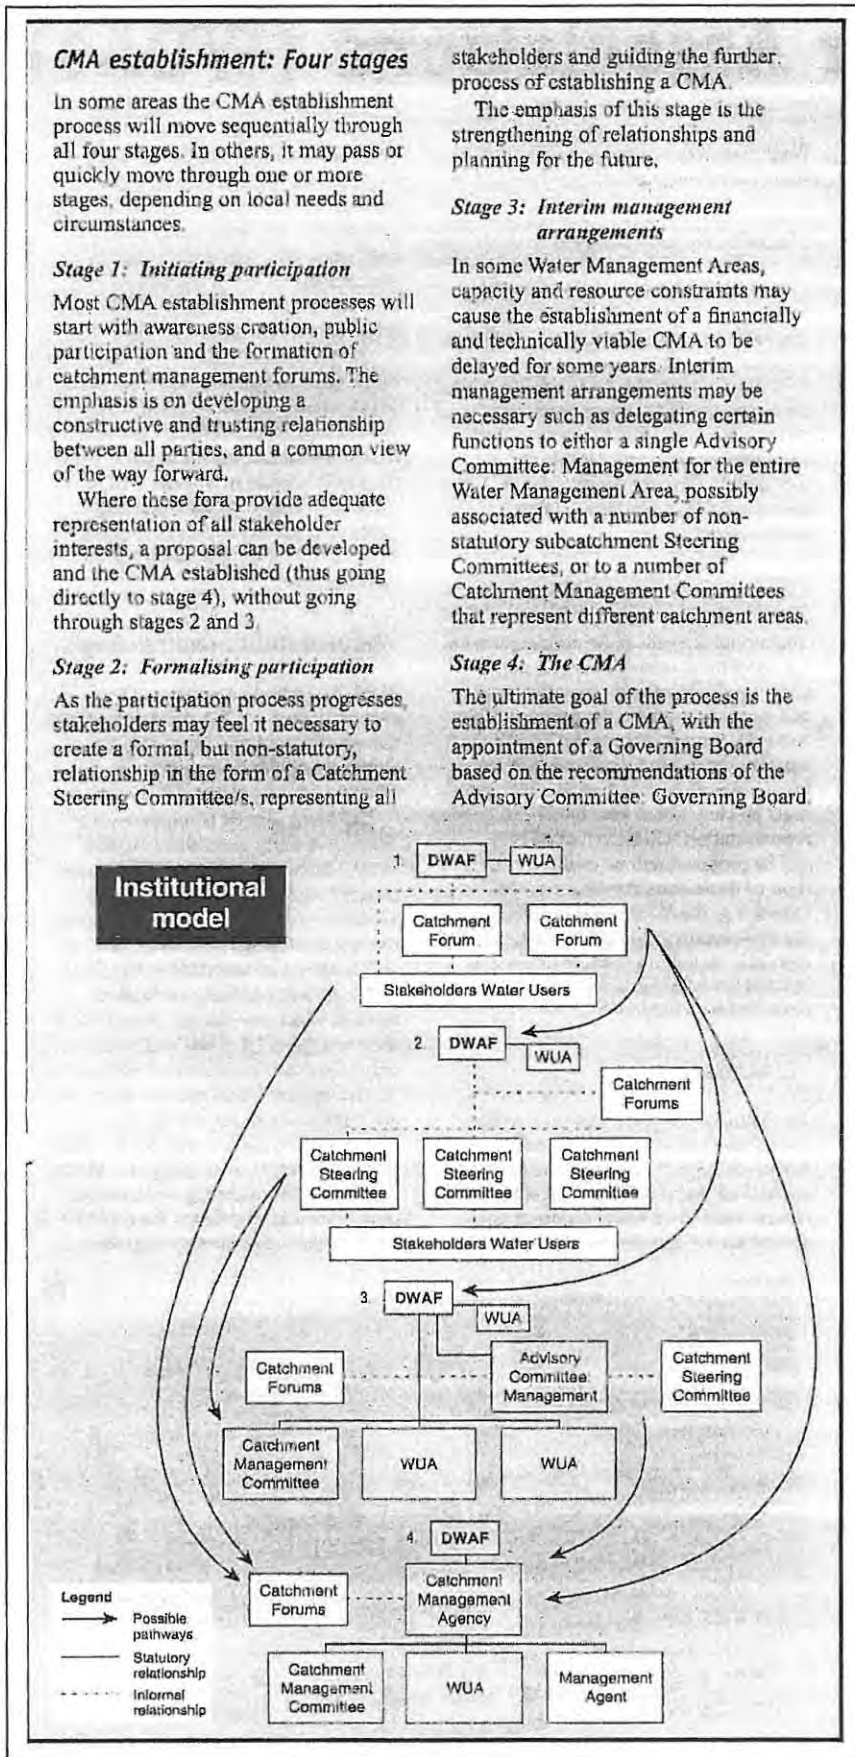 CMA establishment: Four stages
In some areas the CMA establishment
process will move sequentially through
all four stages. In others, it may pass or
quickly move through one or more
stages, depending on local needs and
circumstances.
Stage 1: Initiating participation
Most CMA establishment processes will
start with awareness creation, public
participation and the formation of
catchment management forums. The
emphasis is on developing a
constructive and trusting relationship
between all parties, and a common view
of the way forward.
Where these fora provide adequate
representation of all stakeholder
interests, a proposal can be developed
and the CMA established (thus going
directly to stage 4), without going
through stages 2 and 3.
Stage 2: Formalising participation
As the participation process progresses,
stakeholders may feel it necessary to
create a formal, but non-statutory,
relationship in the form of a Catchment
Steering Committee/s, representing all
stakeholders and guiding the further
process of establishing a CMA.
The emphasis of this stage is the
strengthening of relationships and
planning for the future.
Stage 3: Interim management
arrangements
In some Water Management Areas,
capacity and resource constraints may
cause the establishment of a financially
and technically viable CMA to be
delayed for some years. Interim
management arrangements may be
necessary such as delegating certain
functions to either a single Advisory
Committee: Management for the entire
Water Management Area, possibly
associated with a number of non-
statutory subcatchment Steering
Committees, or to a number of
Catchment Management Committees
that represent different catchment areas.
Stage 4: The CMA
The ultimate goal of the process is the
establishment of a CMA, with the
appointment of a Governing Board
based on the recommendations of the
Advisory Committee: Governing Board.
Institutional
model
1. DWAF WUA
Catchment
Forum
Catchment
Forum
Stakeholders Water Users
2. DWAF
WUA
Catchment
Forums
Catchment
Steering
Committee
Catchment
Steering
Committee
Catchment
Steering
Committee
Stakeholders Water Users
3. DWAF
WUA
Catchment
Forums
Advisory
Committee:
Management
Catchment
Steering
Committee
Catchment
Management
Committee
WUA
WUA
4. DWAF
Catchment
Forums
Catchment
Management
Agency
Catchment
Management
Committee
WUA
Management
Agent
Legend
Possible
pathways
Statutory
relationship
Informal
relationship